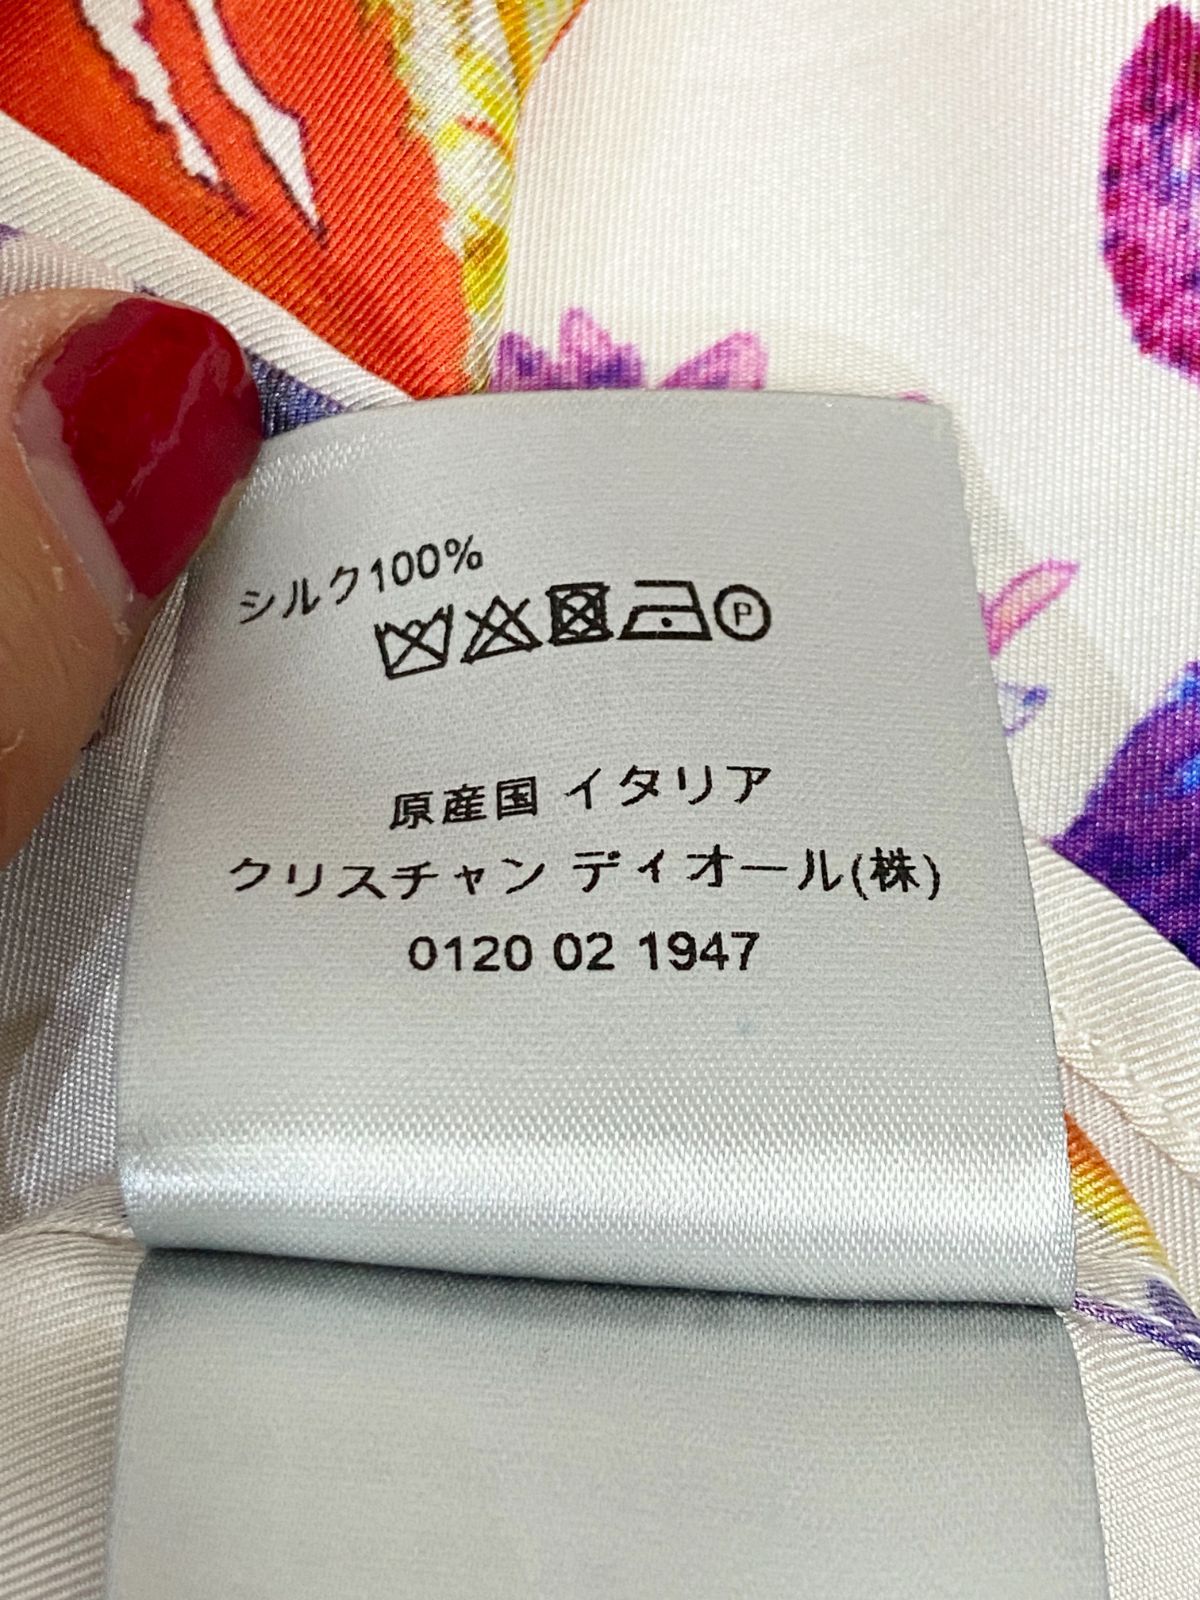 シルク100%
P
原産国 イタリア
クリスチャン ディオール(株)
0120 02 1947